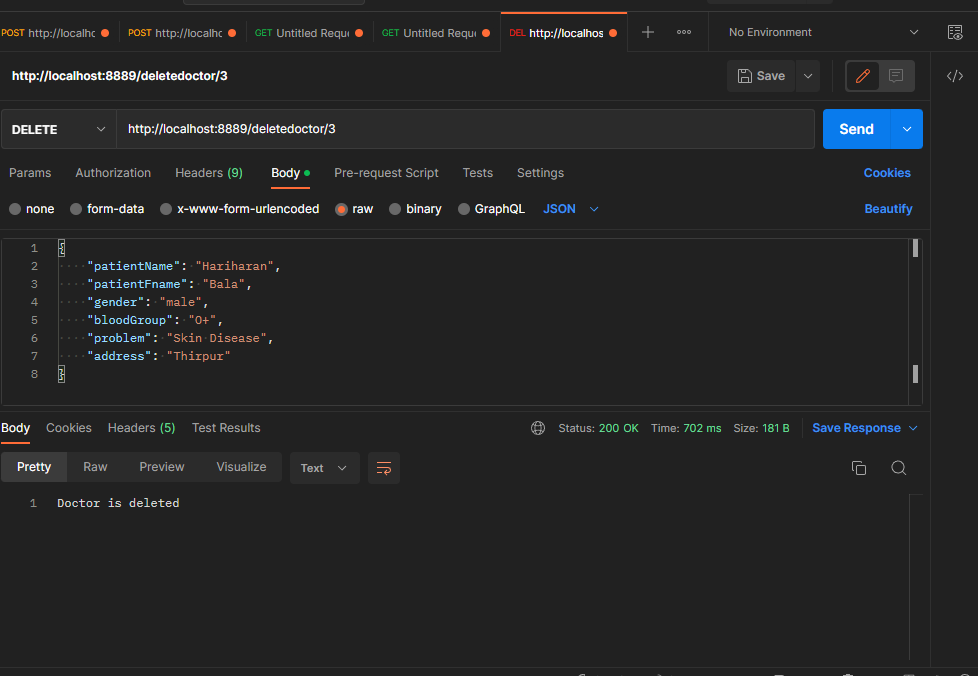 POST http://localhc POST http://localhc GET Untitled Reque GET Untitled Reque DEL http://localhos No Environment
http://localhost:8889/deletedoctor/3 Save
DELETE http://localhost:8889/deletedoctor/3 Send
Params Authorization Headers (9) Body Pre-request Script Tests Settings Cookies
none form-data x-www-form-urlencoded raw binary GraphQL JSON Beautify
1 {
2 ····"patientName":·"Hariharan",
3 ····"patientFname":·"Bala",
4 ····"gender":·"male",
5 ····"bloodGroup":·"O+",
6 ····"problem":·"Skin·Disease",
7 ····"address":·"Thirpur"
8 }
Body Cookies Headers (5) Test Results Status: 200 OK Time: 702 ms Size: 181 B Save Response
Pretty Raw Preview Visualize Text
1 Doctor is deleted